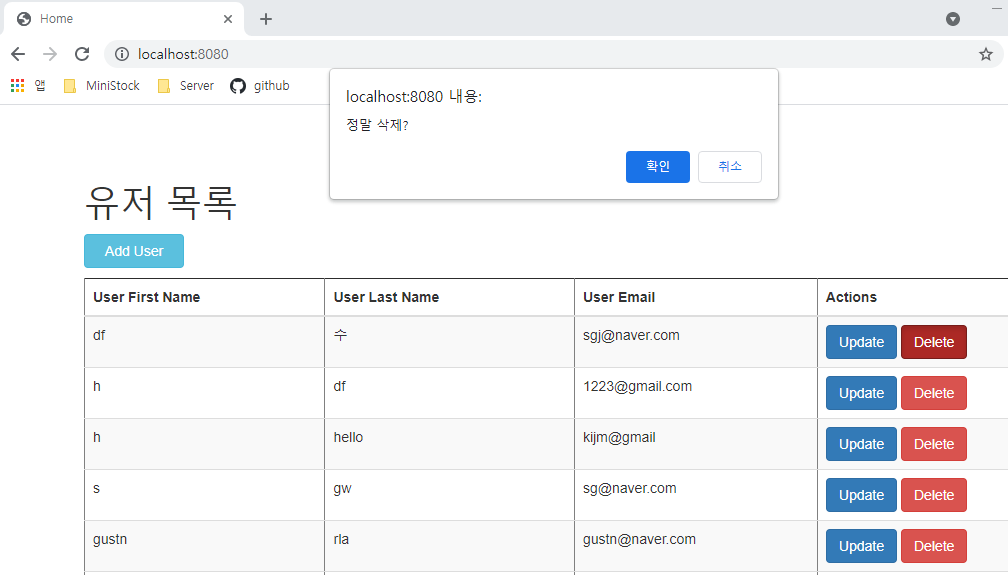 Home
localhost:8080
앱 MiniStock Server github
localhost:8080 내용:
정말 삭제?
확인 취소
유저 목록
Add User
User First Name User Last Name User Email Actions
df 수 sgj@naver.com Update Delete
h df 1223@gmail.com Update Delete
h hello kijm@gmail Update Delete
s gw sg@naver.com Update Delete
gustn rla gustn@naver.com Update Delete